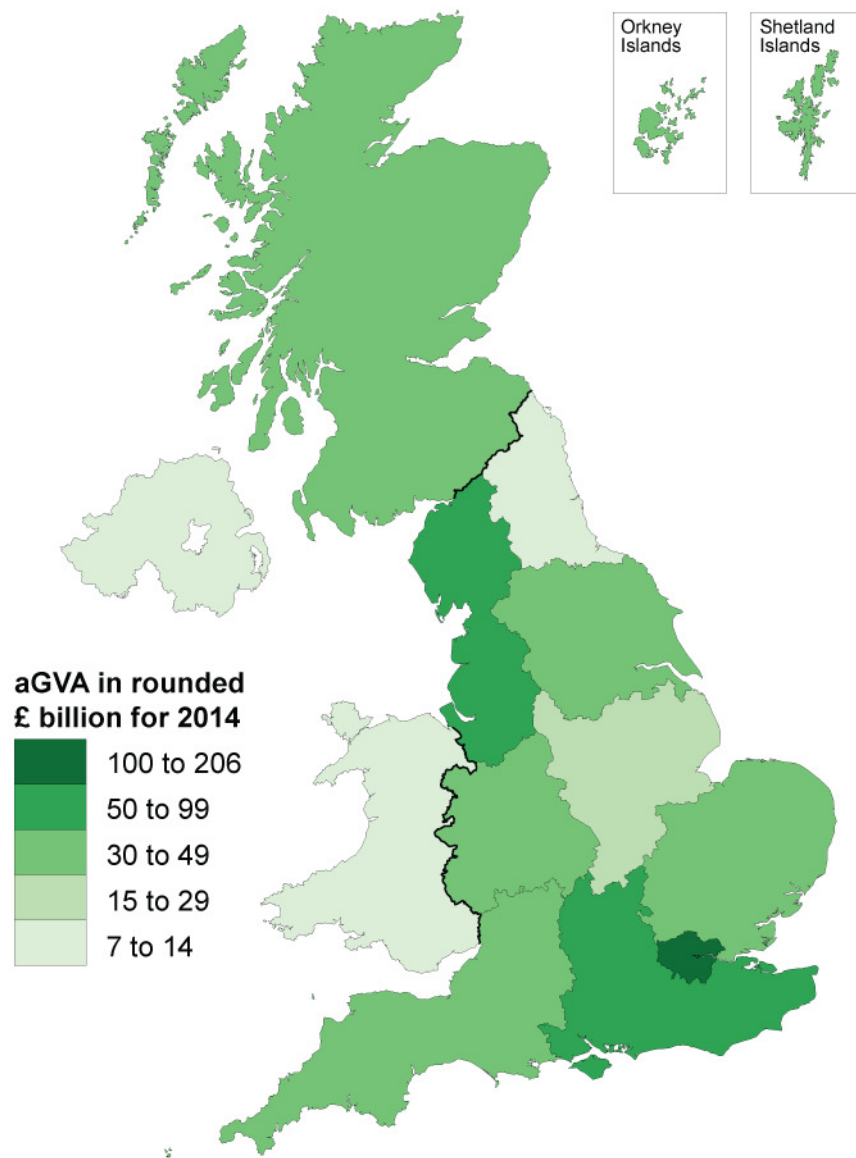 Orkney
Islands
Shetland
Islands
aGVA in rounded
£ billion for 2014
100 to 206
50 to 99
30 to 49
15 to 29
7 to 14